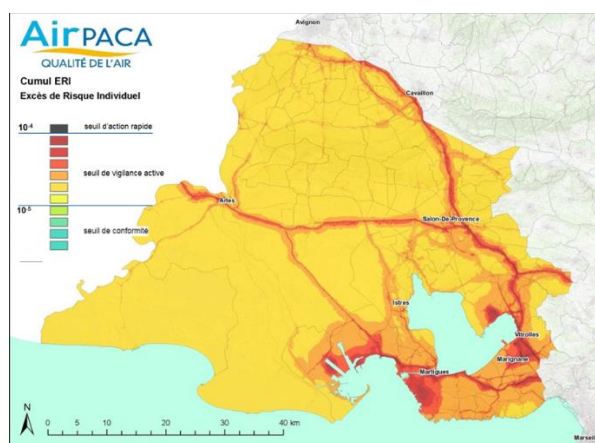 AirPACA
QUALITÉ DE L'AIR
Cumul ERI
Excès de Risque Individuel
10-4
seuil d'action rapide
seuil de vigilance active
10-5
seuil de conformité
Avignon
Cavaillon
Arles
Salon-De-Provence
Istres
Vitrolles
Marignane
Martigues
Marseil
N
0 5 10 20 30 40 km